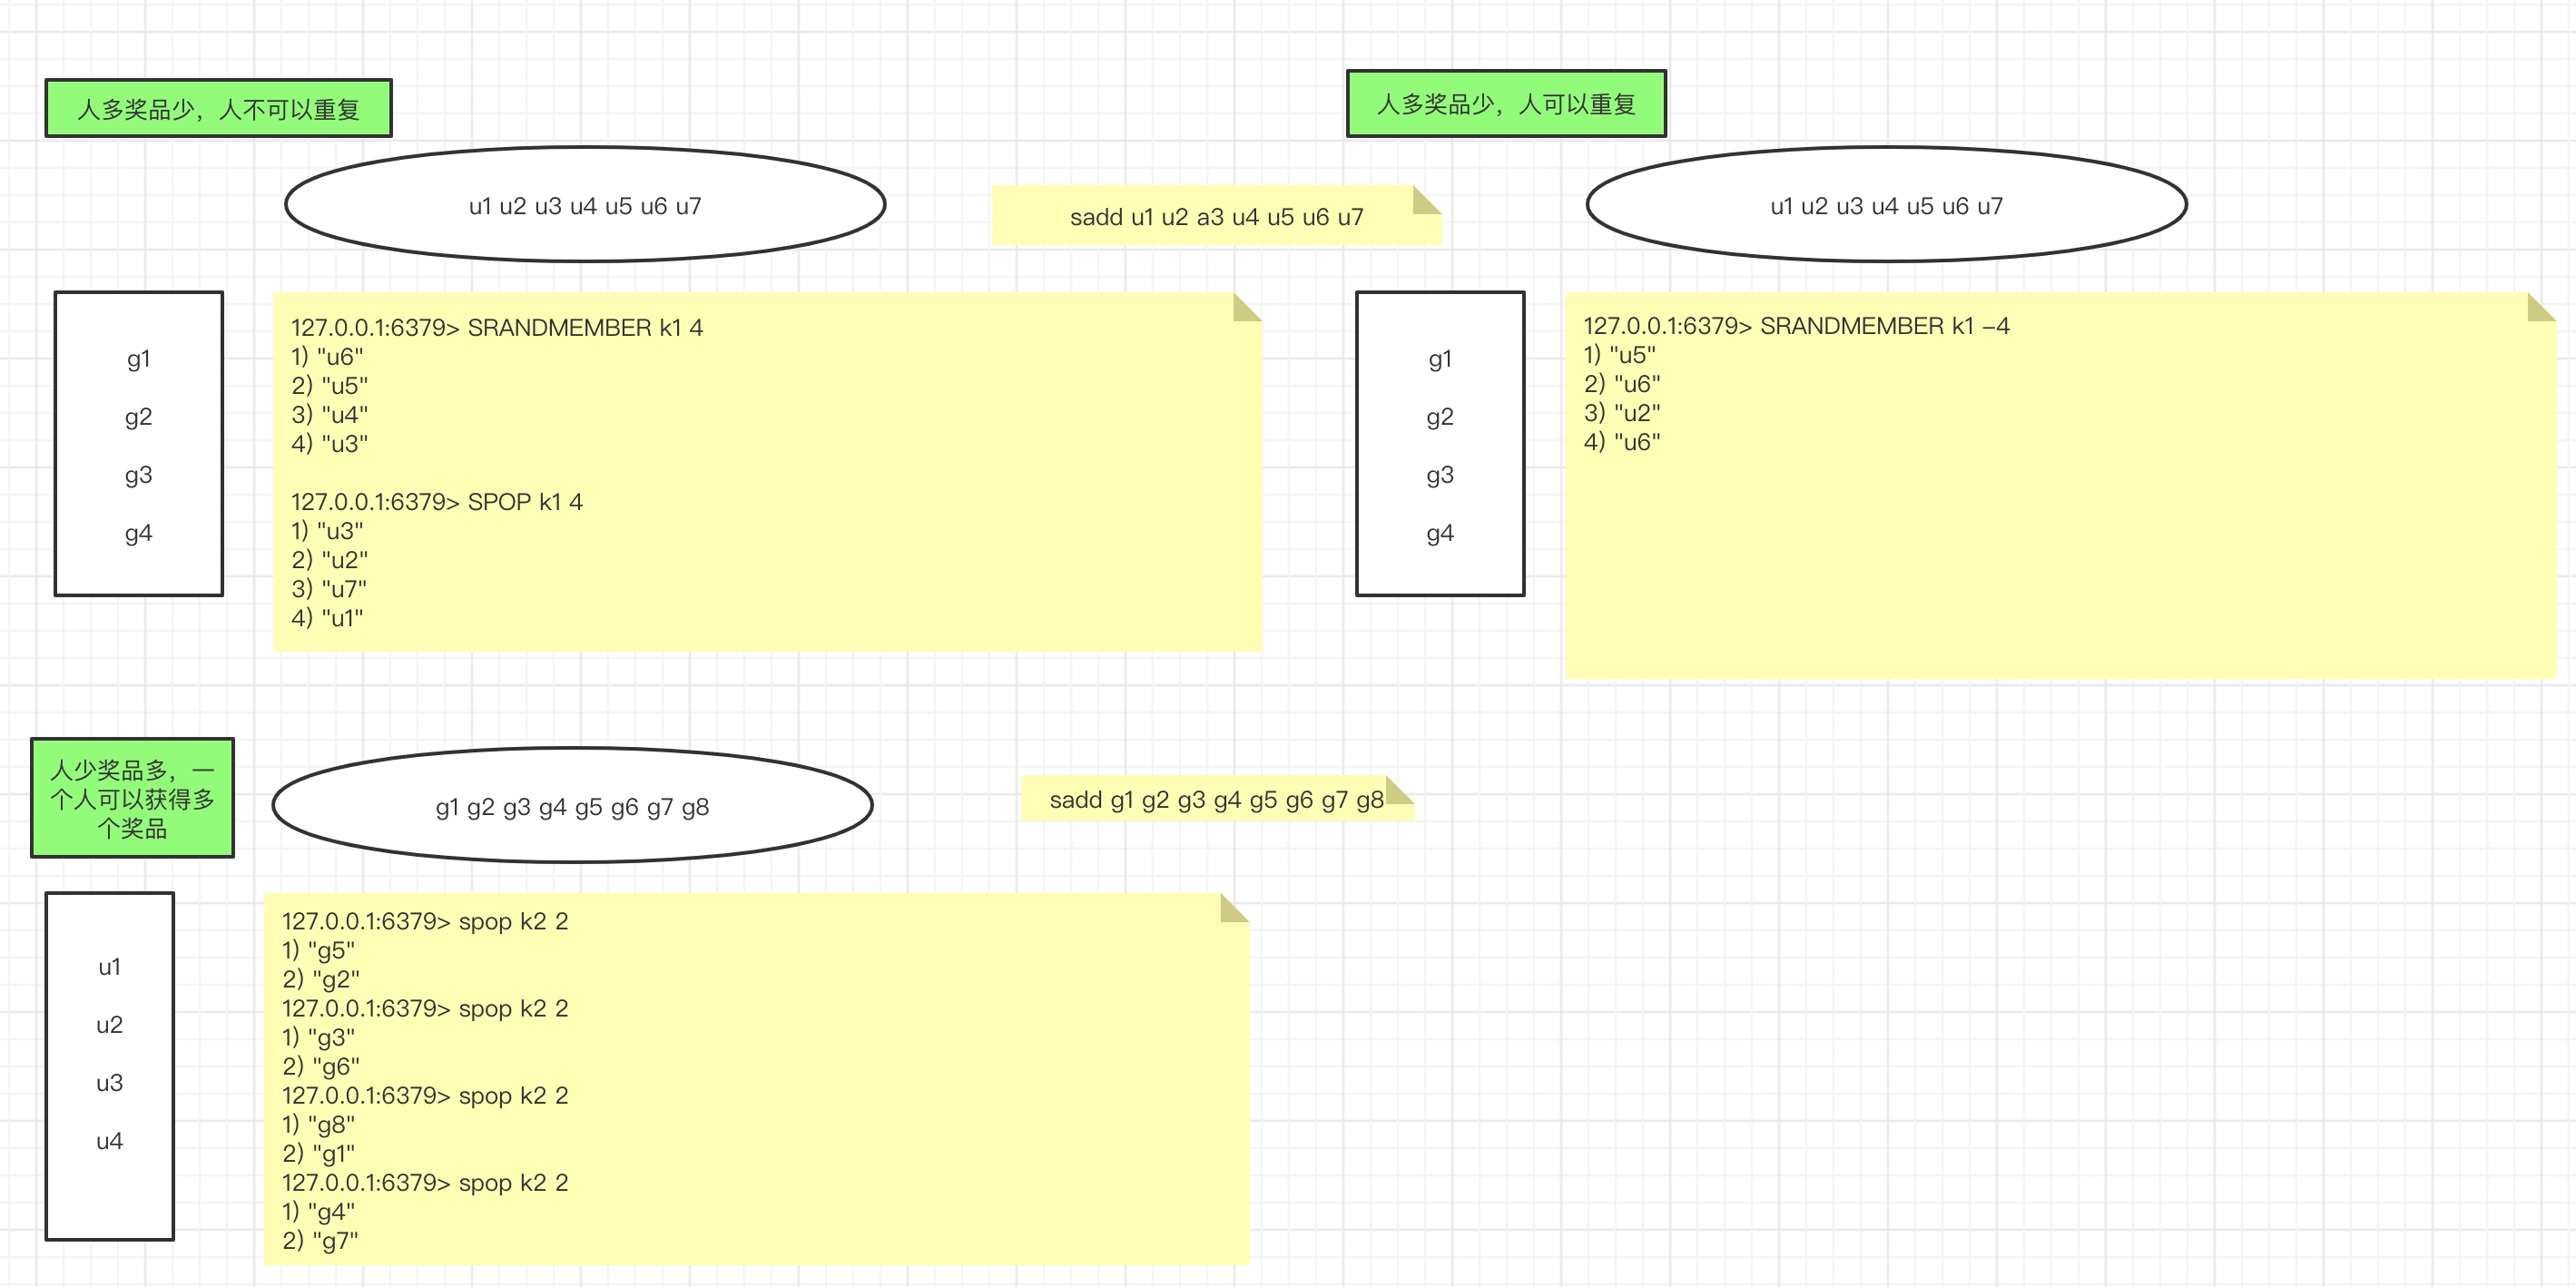 人多奖品少，人不可以重复
u1 u2 u3 u4 u5 u6 u7
sadd u1 u2 a3 u4 u5 u6 u7
g1
g2
g3
g4
127.0.0.1:6379> SRANDMEMBER k1 4
1) "u6"
2) "u5"
3) "u4"
4) "u3"
127.0.0.1:6379> SPOP k1 4
1) "u3"
2) "u2"
3) "u7"
4) "u1"
人多奖品少，人可以重复
u1 u2 u3 u4 u5 u6 u7
g1
g2
g3
g4
127.0.0.1:6379> SRANDMEMBER k1 -4
1) "u5"
2) "u6"
3) "u2"
4) "u6"
人少奖品多，一
个人可以获得多
个奖品
g1 g2 g3 g4 g5 g6 g7 g8
sadd g1 g2 g3 g4 g5 g6 g7 g8
u1
u2
u3
u4
127.0.0.1:6379> spop k2 2
1) "g5"
2) "g2"
127.0.0.1:6379> spop k2 2
1) "g3"
2) "g6"
127.0.0.1:6379> spop k2 2
1) "g8"
2) "g1"
127.0.0.1:6379> spop k2 2
1) "g4"
2) "g7"